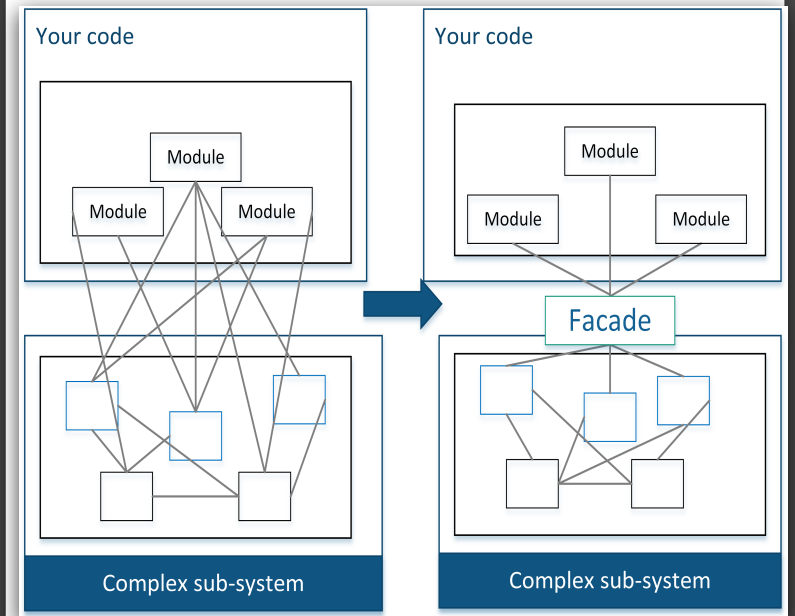 Your code
Module
Module
Module
Complex sub-system
Your code
Module
Module
Module
Facade
Complex sub-system